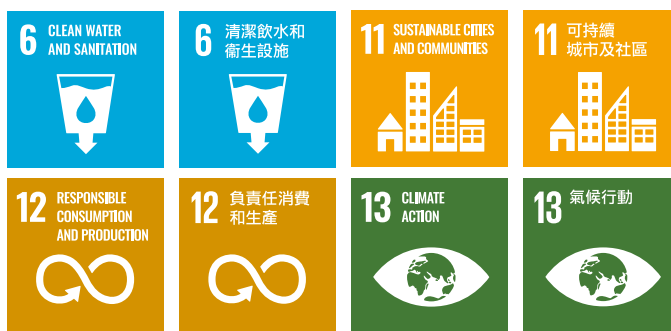 6 CLEAN WATER
AND SANITATION
6 清潔飲水和
衞生設施
11 SUSTAINABLE CITIES
AND COMMUNITIES
11 可持續
城市及社區
12 RESPONSIBLE
CONSUMPTION
AND PRODUCTION
12 負責任消費
和生產
13 CLIMATE
ACTION
13 氣候行動